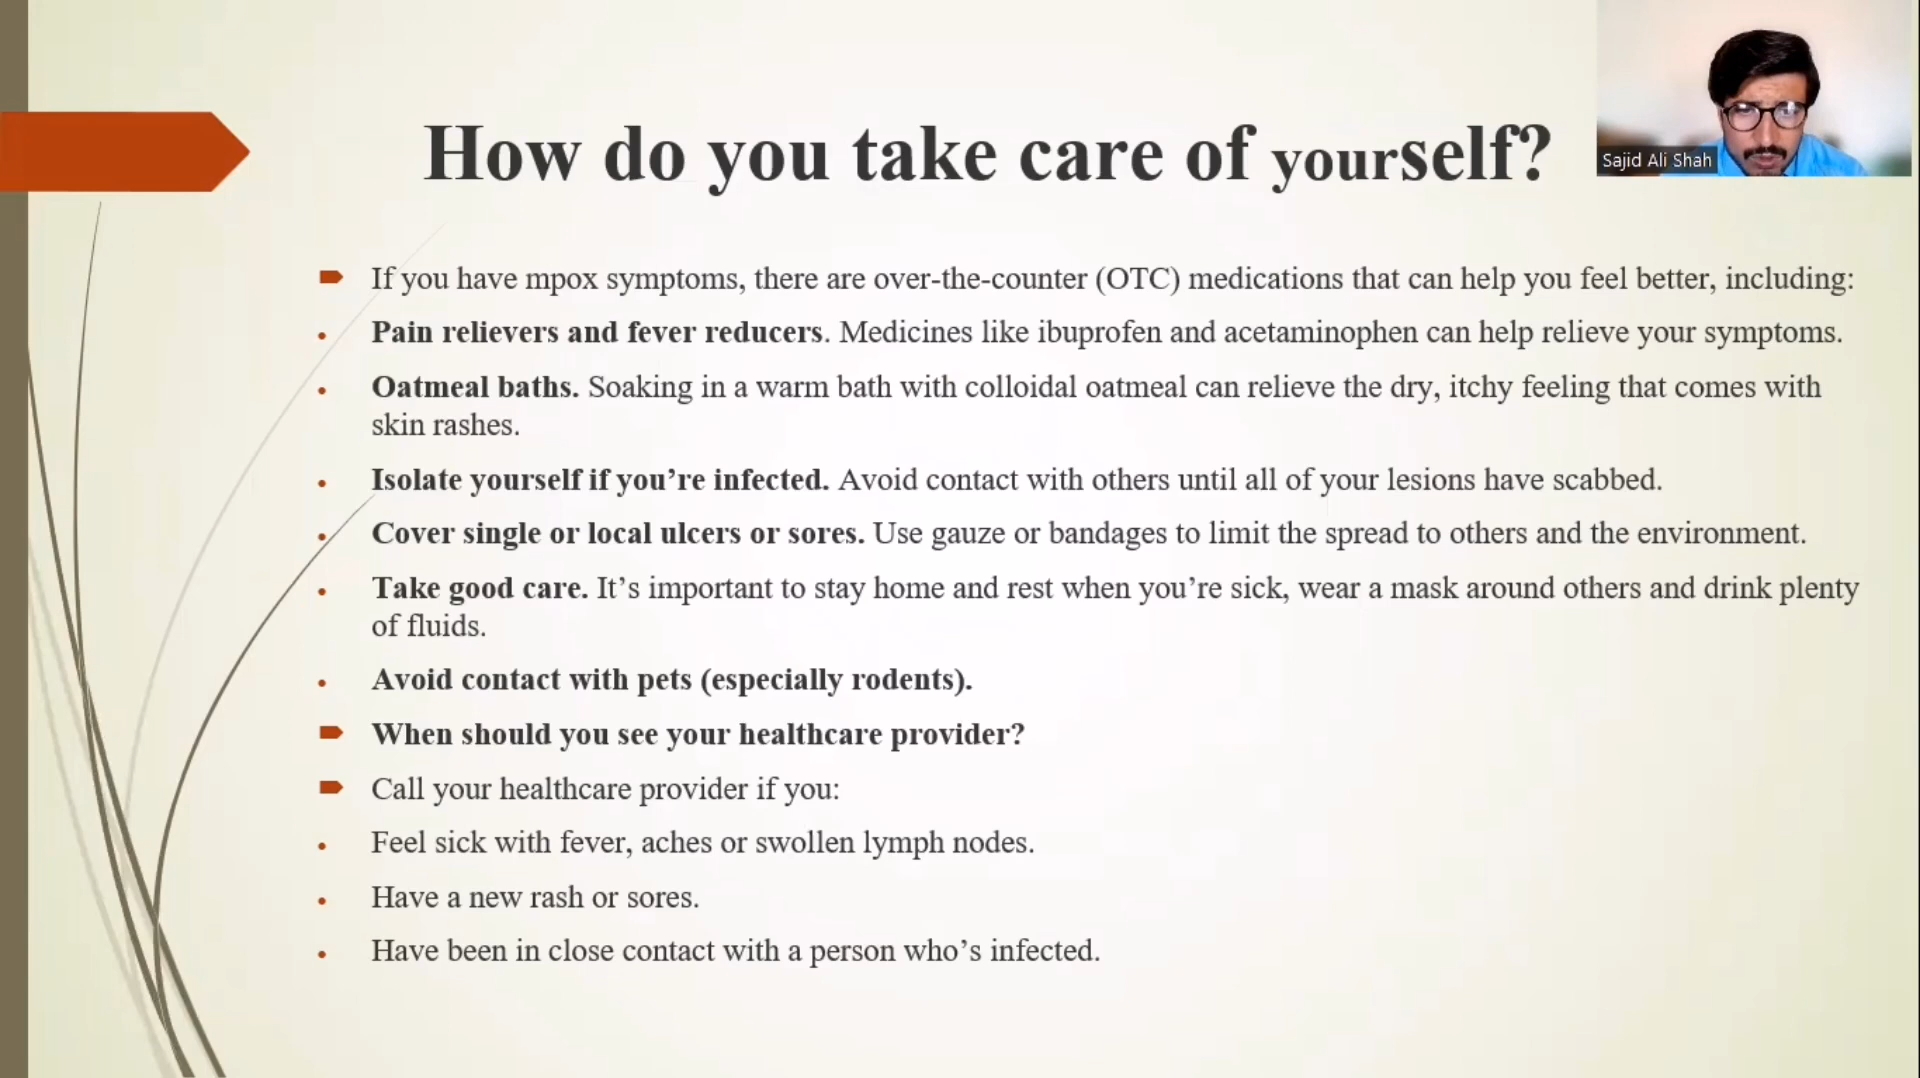 How do you take care of yourself?
Sajid Ali Shah
If you have mpox symptoms, there are over-the-counter (OTC) medications that can help you feel better, including:
• Pain relievers and fever reducers. Medicines like ibuprofen and acetaminophen can help relieve your symptoms.
• Oatmeal baths. Soaking in a warm bath with colloidal oatmeal can relieve the dry, itchy feeling that comes with
skin rashes.
• Isolate yourself if you’re infected. Avoid contact with others until all of your lesions have scabbed.
• Cover single or local ulcers or sores. Use gauze or bandages to limit the spread to others and the environment.
• Take good care. It’s important to stay home and rest when you’re sick, wear a mask around others and drink plenty
of fluids.
• Avoid contact with pets (especially rodents).
When should you see your healthcare provider?
Call your healthcare provider if you:
• Feel sick with fever, aches or swollen lymph nodes.
• Have a new rash or sores.
• Have been in close contact with a person who’s infected.